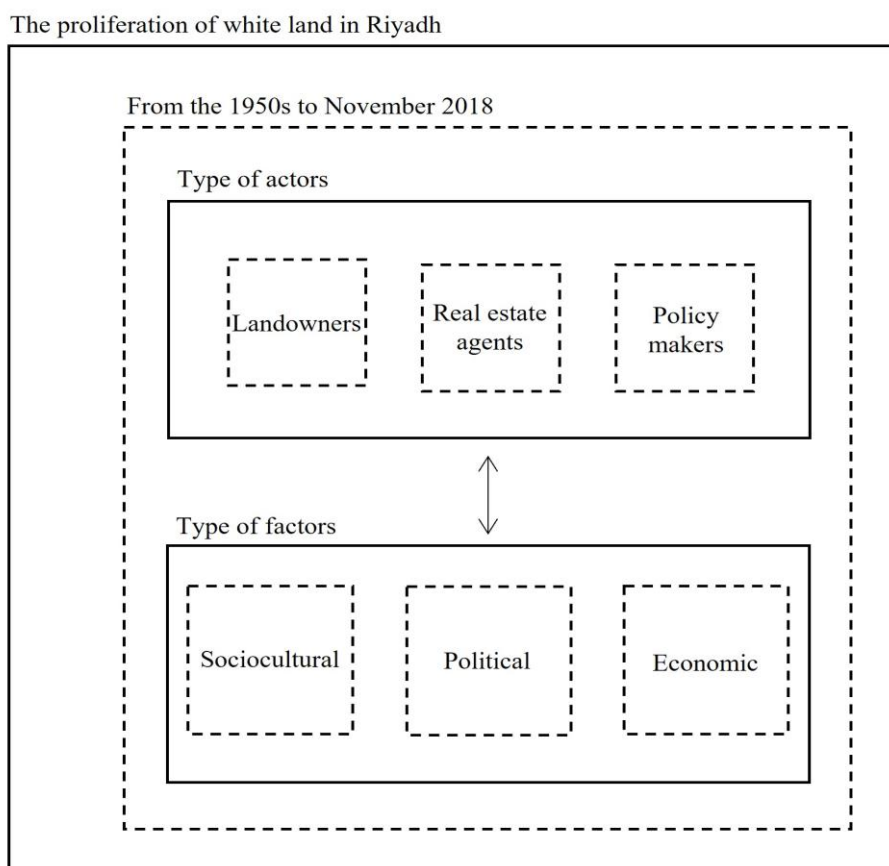 The proliferation of white land in Riyadh
From the 1950s to November 2018
Type of actors
Landowners
Real estate
agents
Policy
makers
Type of factors
Sociocultural
Political
Economic